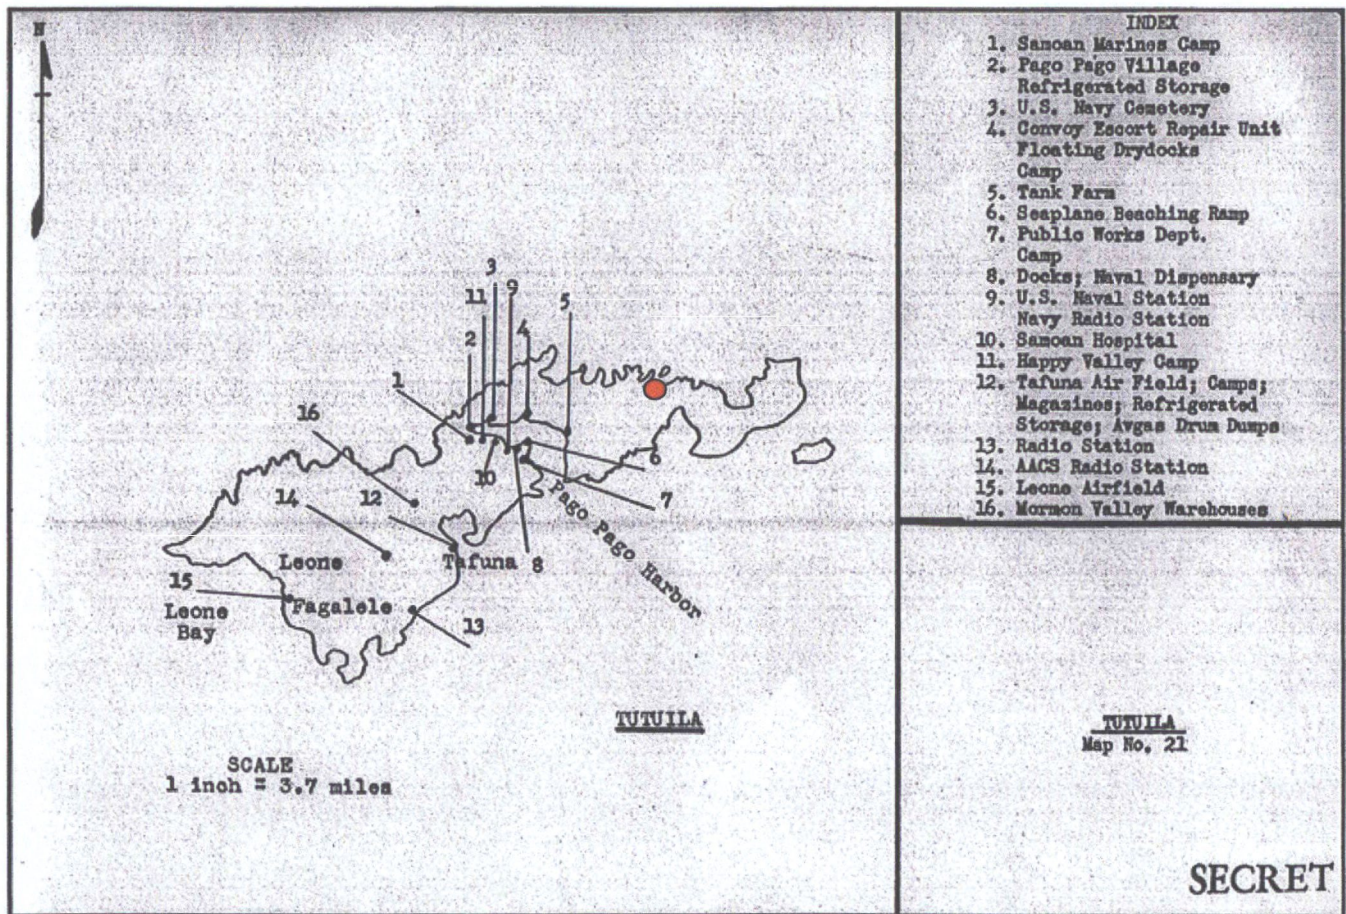 N
INDEX
1. Samoan Marines Camp
2. Pago Pago Village
Refrigerated Storage
3. U.S. Navy Cemetery
4. Convoy Escort Repair Unit
Floating Drydocks
Camp
5. Tank Farm
6. Seaplane Beaching Ramp
7. Public Works Dept.
Camp
8. Docks; Naval Dispensary
9. U.S. Naval Station
Navy Radio Station
10. Samoan Hospital
11. Happy Valley Camp
12. Tafuna Air Field; Camps;
Magazines; Refrigerated
Storage; Avgas Drum Dumps
13. Radio Station
14. AACS Radio Station
15. Leone Airfield
16. Mormon Valley Warehouses
3
11
9
5
2
4
1
16
6
10
14
12
7
Pago Pago Harbor
Leone
Tafuna
8
15
Fagalele
Leone
Bay
13
TUTUILA
SCALE
1 inch = 3.7 miles
TUTUILA
Map No. 21
SECRET